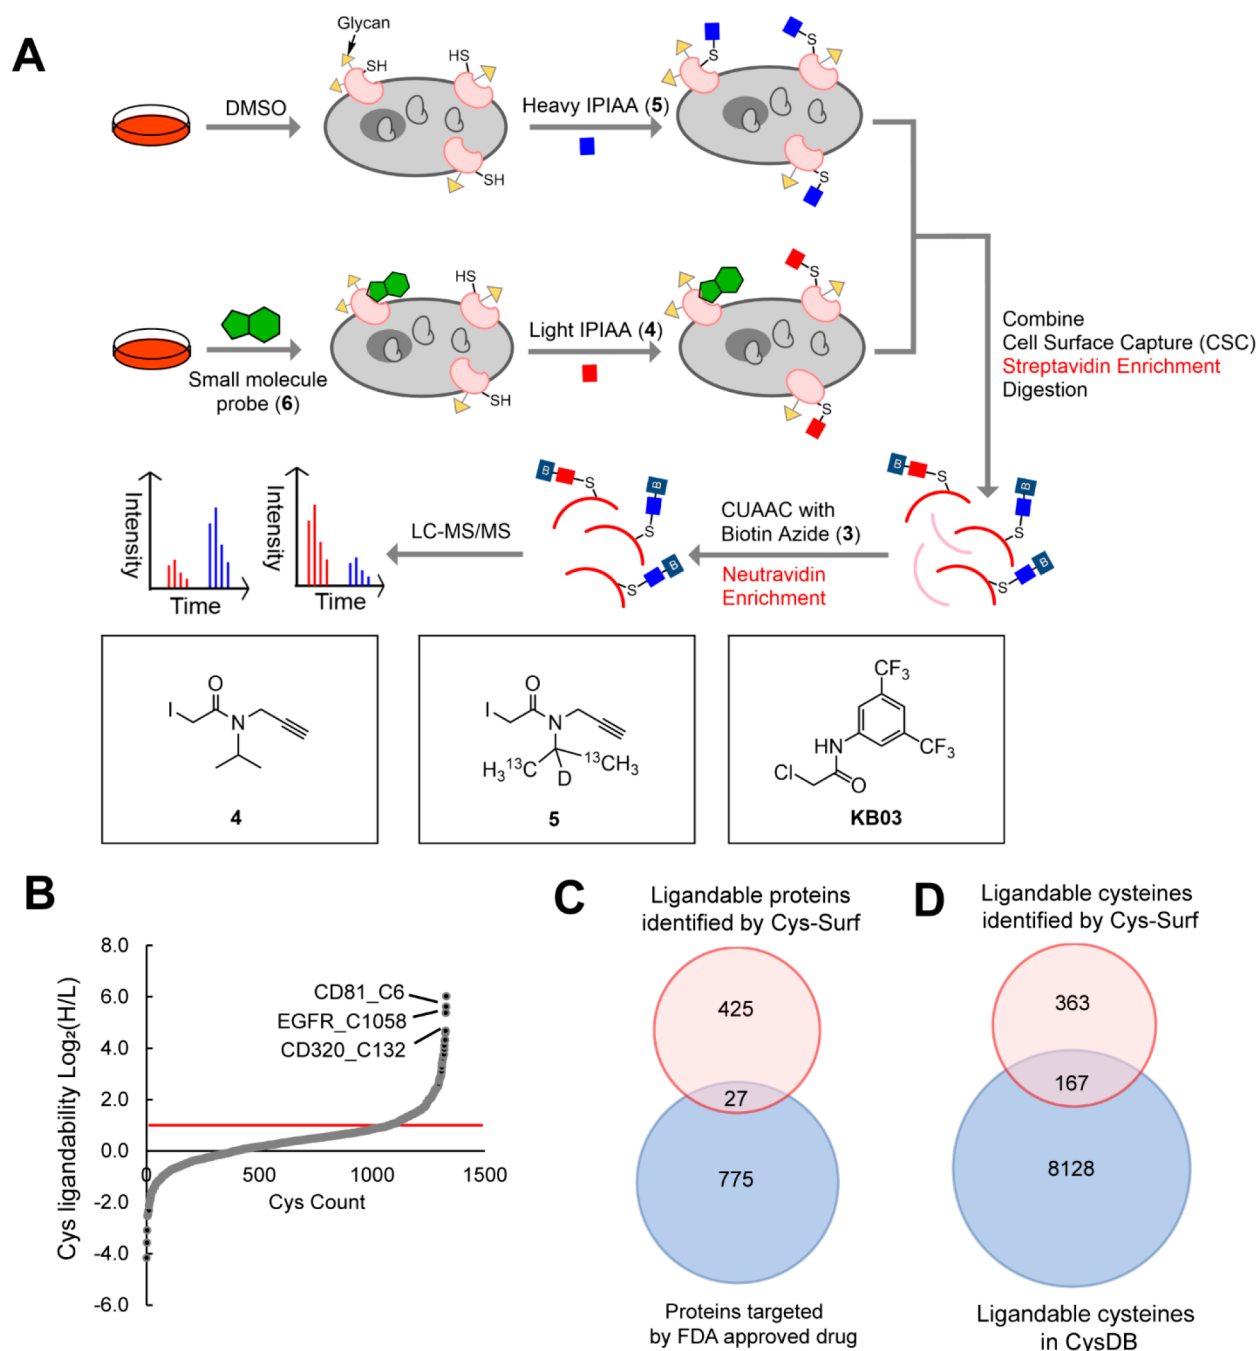 A
Glycan
SH
HS
SH
DMSO
Heavy IPIAA (5)
S
S
S
HS
SH
Small molecule
probe (6)
Light IPIAA (4)
S
S
Combine
Cell Surface Capture (CSC)
Streptavidin Enrichment
Digestion
B
S
B
S
S
B
CUAAC with
Biotin Azide (3)
Neutravidin
Enrichment
B
S
B
S
S
B
LC-MS/MS
Intensity
Time
Intensity
Time
I
O
N
4
I
O
N
H₃¹³C
D
¹³CH₃
5
CF₃
CF₃
HN
Cl
O
KB03
B
Cys ligandability Log₂(H/L)
8.0
6.0
4.0
2.0
0.0
-2.0
-4.0
-6.0
0
500
1000
1500
Cys Count
CD81_C6
EGFR_C1058
CD320_C132
C
Ligandable proteins
identified by Cys-Surf
425
27
775
Proteins targeted
by FDA approved drug
D
Ligandable cysteines
identified by Cys-Surf
363
167
8128
Ligandable cysteines
in CysDB